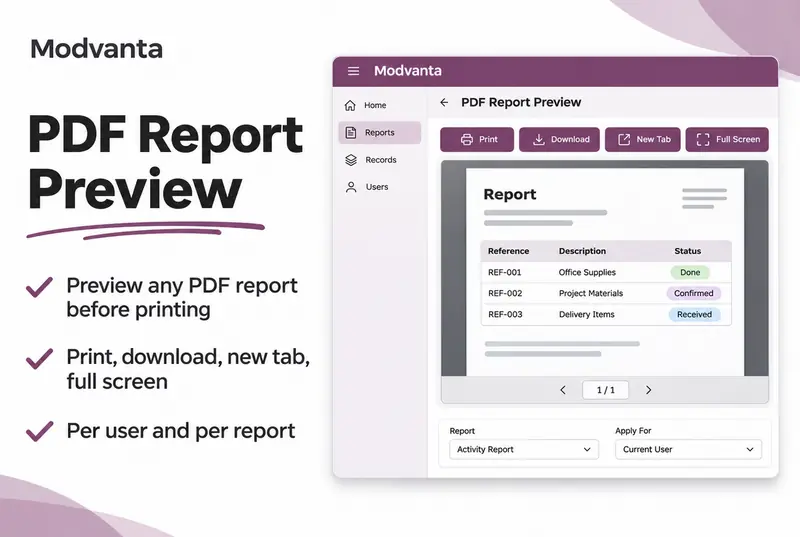 Modvanta
PDF Report
Preview
Preview any PDF report
before printing
Print, download, new tab,
full screen
Per user and per report
Modvanta
Home
Reports
Records
Users
PDF Report Preview
Print
Download
New Tab
Full Screen
Report
Reference Description Status
REF-001 Office Supplies Done
REF-002 Project Materials Confirmed
REF-003 Delivery Items Received
1 / 1
Report
Activity Report
Apply For
Current User